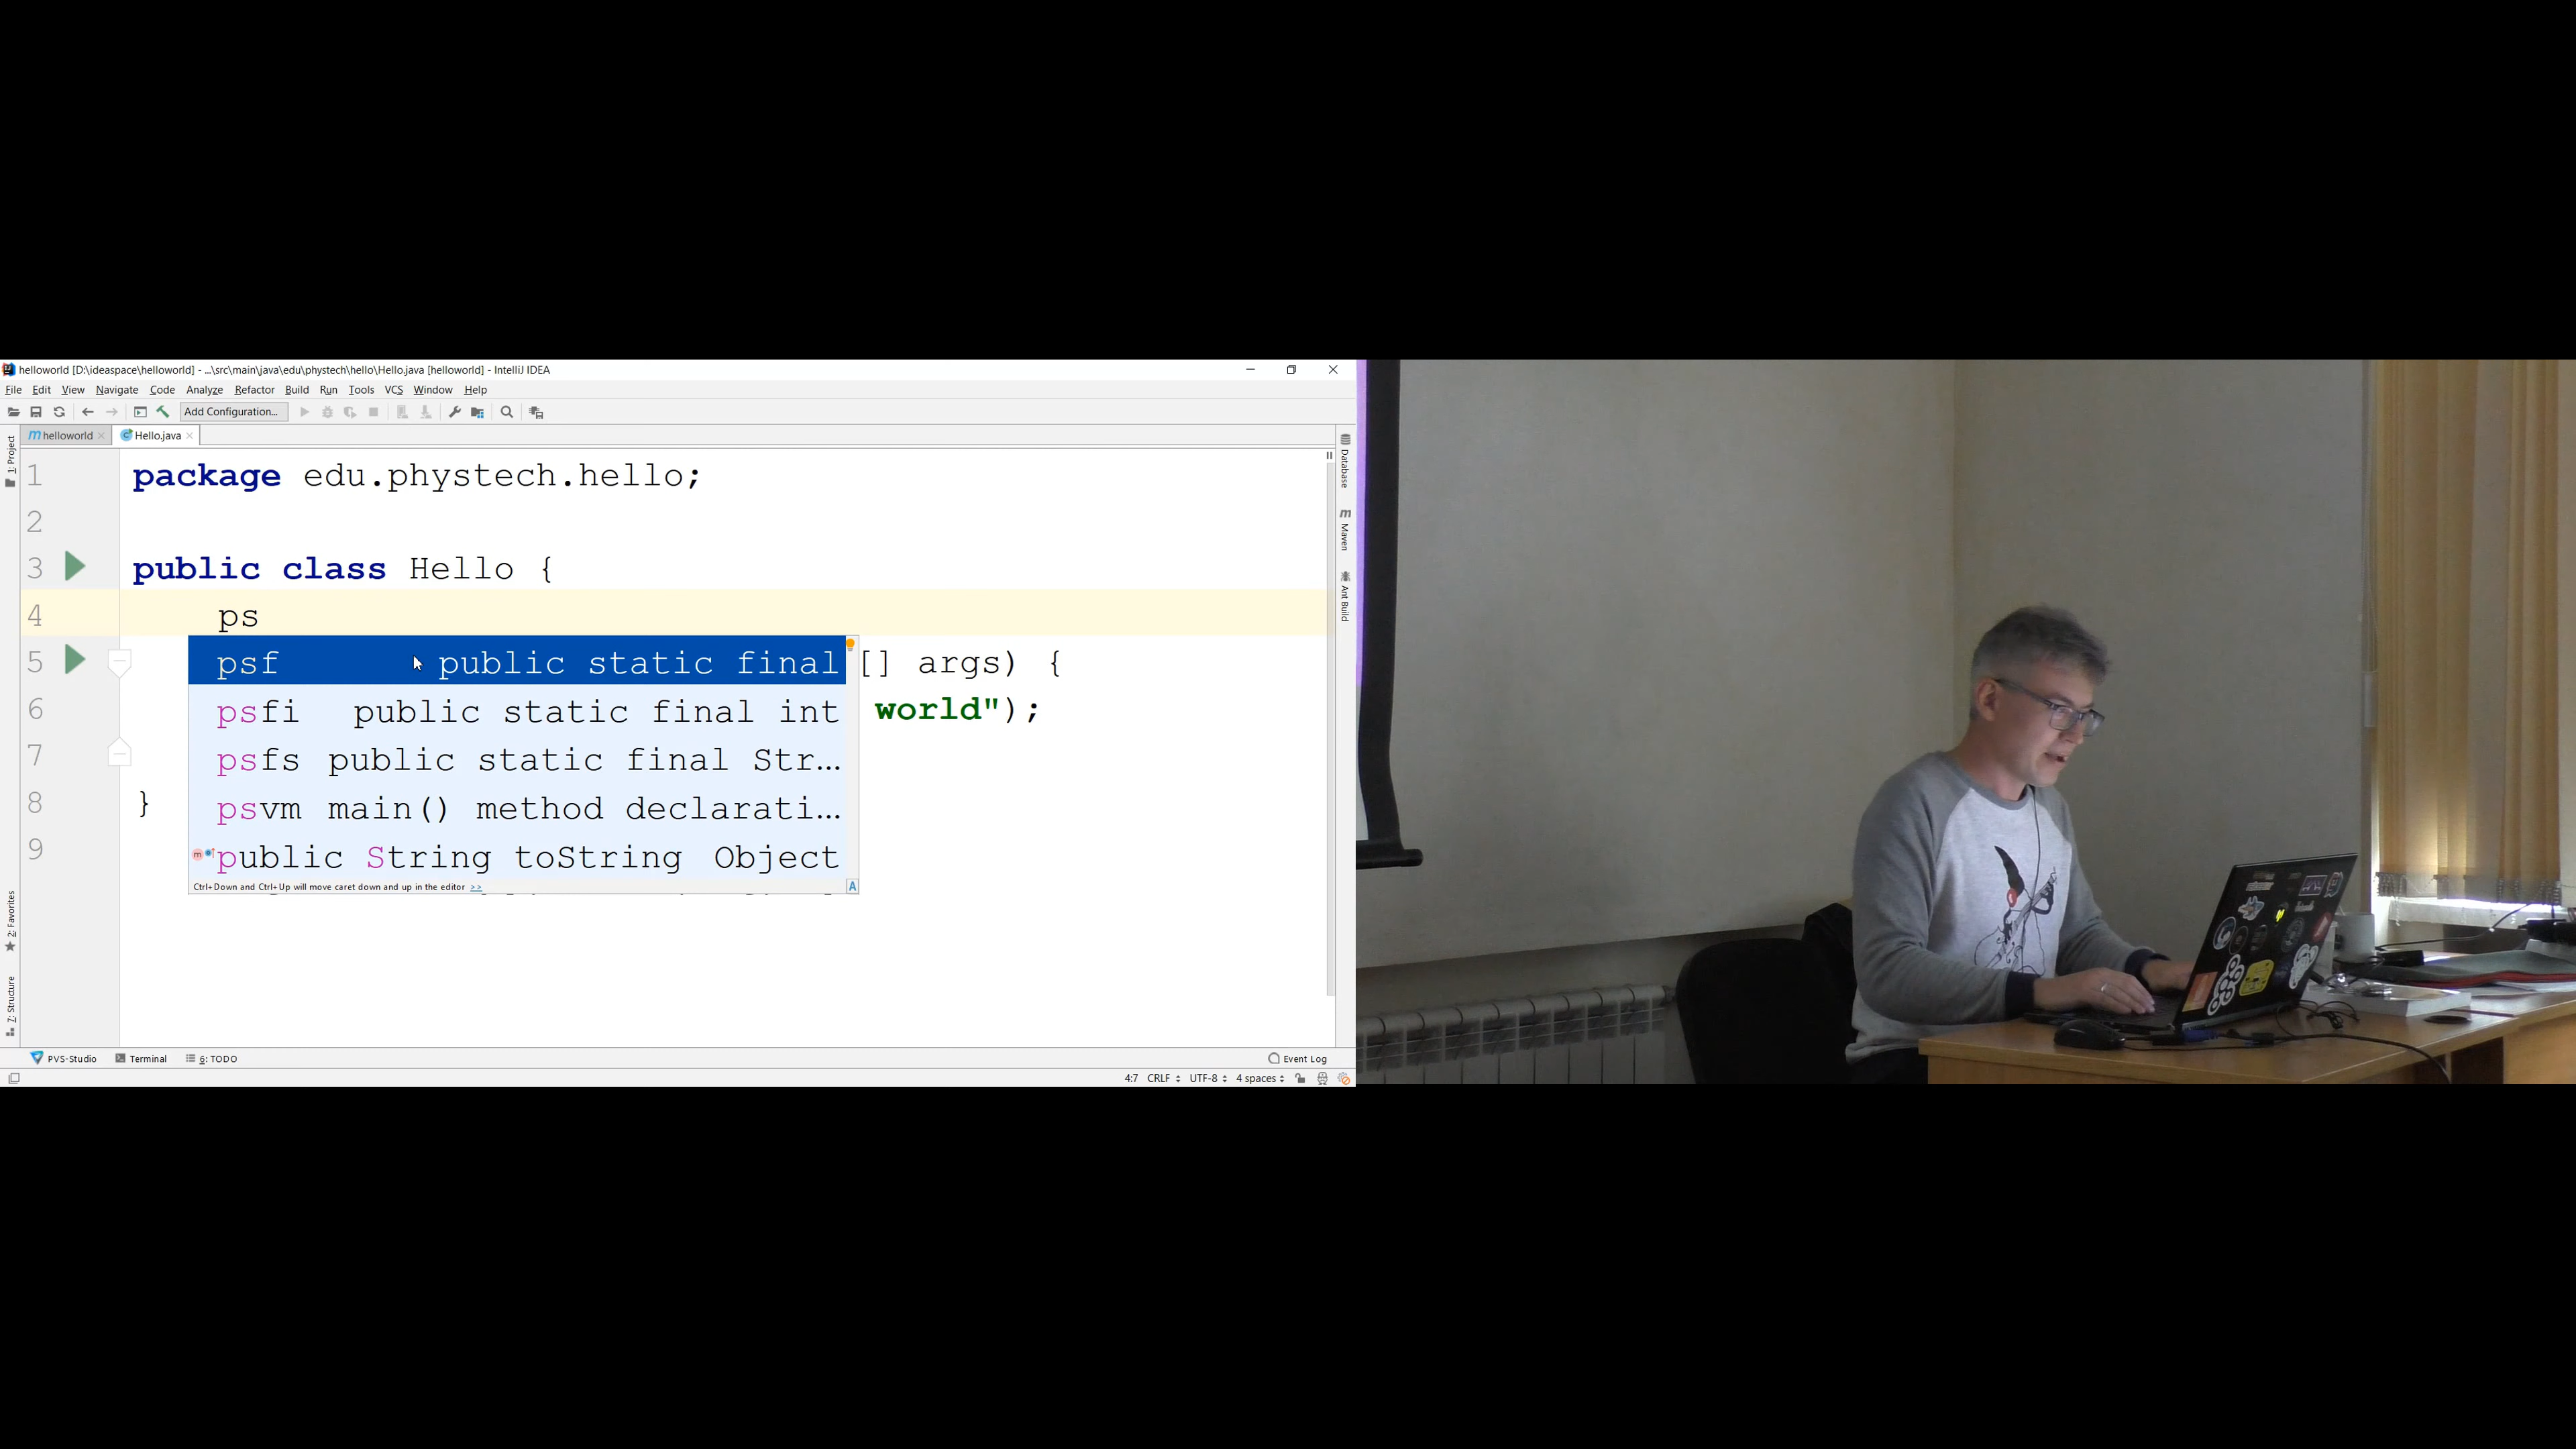 helloworld [D:\ideaspace\helloworld] - ...\src\main\java\edu\phystech\hello\Hello.java [helloworld] - IntelliJ IDEA
File Edit View Navigate Code Analyze Refactor Build Run Tools VCS Window Help
Add Configuration...
helloworld Hello.java
1: Project
Database
Maven
Ant Build
2: Favorites
7: Structure
1 package edu.phystech.hello;
2
3 public class Hello {
4 ps
5 [] args) {
6 world");
7
8 }
9
psf public static final
psfi public static final int
psfs public static final Str...
psvm main() method declarati...
public String toString Object
Ctrl+Down and Ctrl+Up will move caret down and up in the editor >>
PVS-Studio Terminal 6: TODO Event Log
4:7 CRLF UTF-8 4 spaces